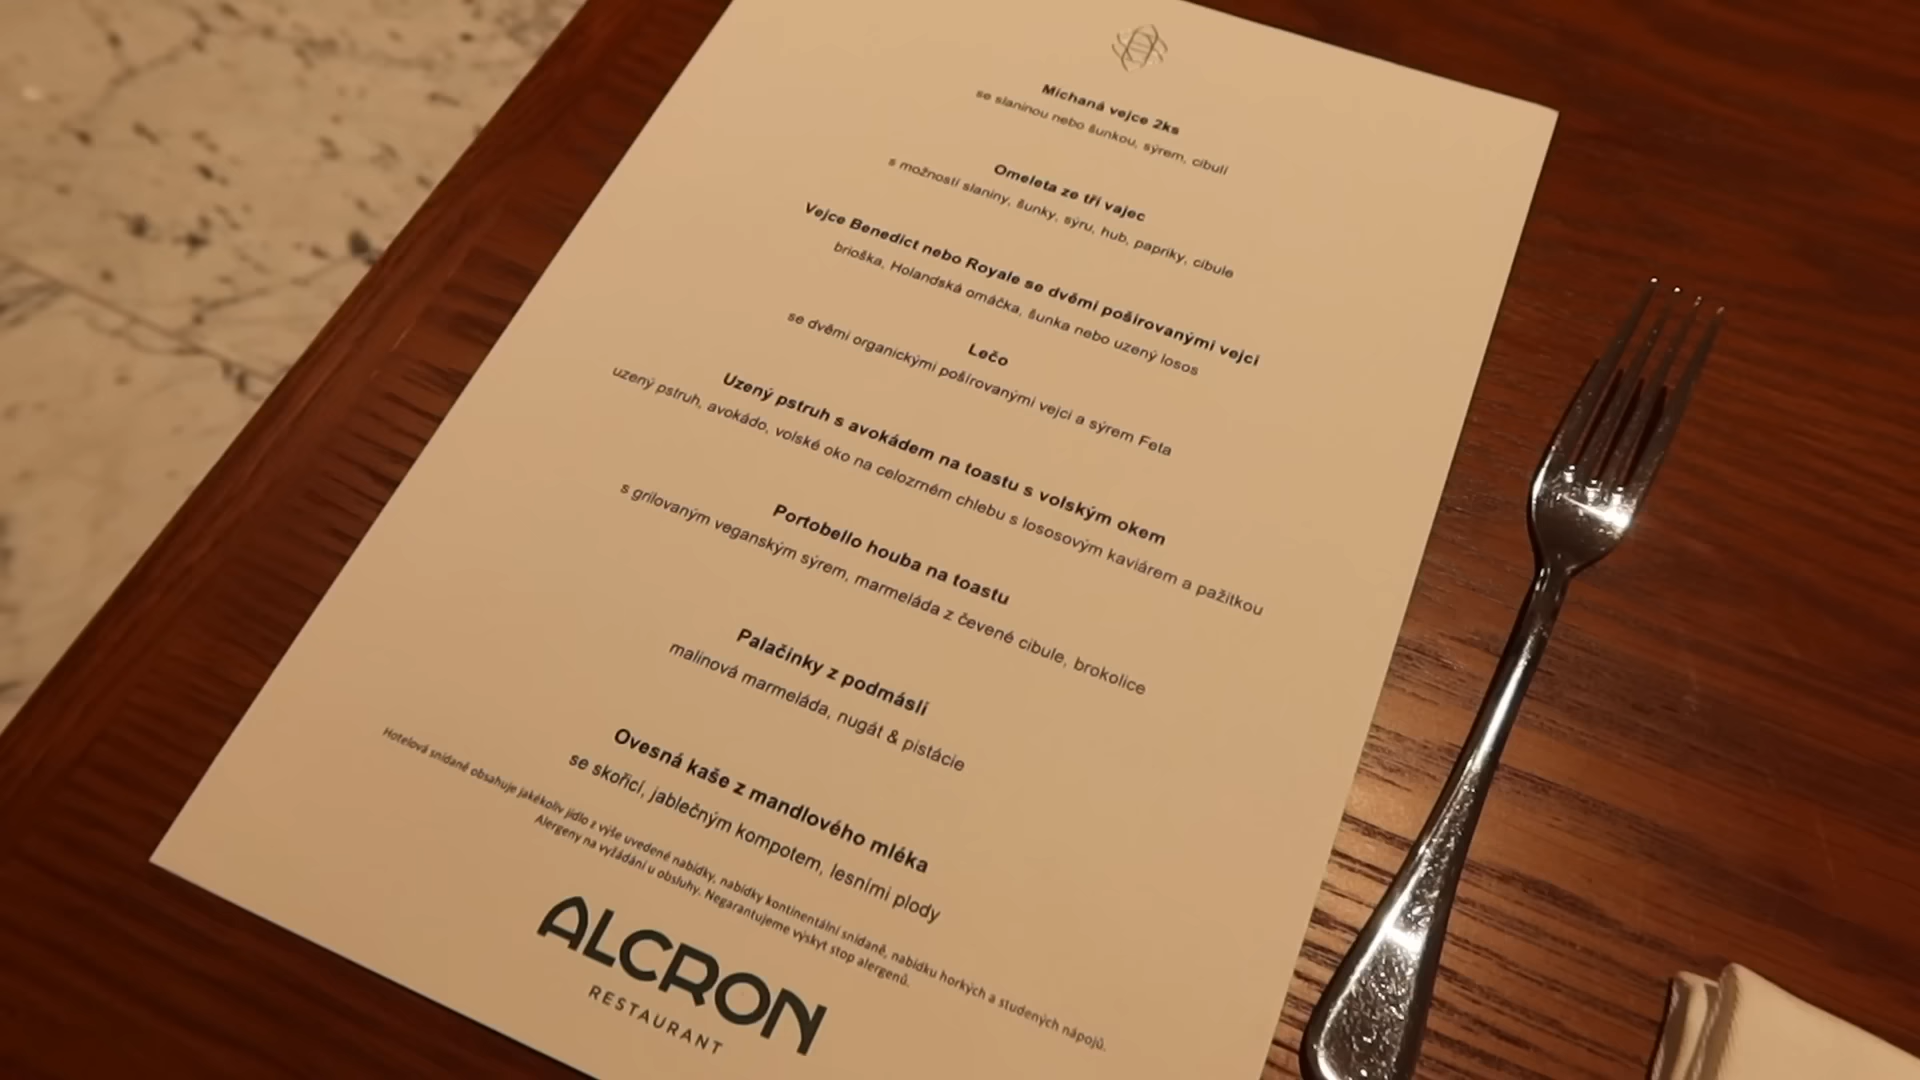 Míchaná vejce 2ks
se slaninou nebo šunkou, sýrem, cibulí
Omeleta ze tří vajec
s možností slaniny, šunky, sýru, hub, papriky, cibule
Vejce Benedict nebo Royale se dvěmi pošírovanými vejci
brioška, Holandská omáčka, šunka nebo uzený losos
Lečo
se dvěmi organickými pošírovanými vejci a sýrem Feta
Uzený pstruh s avokádem na toastu s volským okem
uzený pstruh, avokádo, volské oko na celozrném chlebu s lososovým kaviárem a pažitkou
Portobello houba na toastu
s grilovaným veganským sýrem, marmeláda z čevené cibule, brokolice
Palačinky z podmáslí
malinová marmeláda, nugát & pistácie
Ovesná kaše z mandlového mléka
se skořicí, jablečným kompotem, lesními plody
Hotelová snídaně obsahuje jakékoliv jídlo z výše uvedené nabídky, nabídky kontinentální snídaně, nabídku horkých a studených nápojů.
Alergeny na vyžádání u obsluhy. Negarantujeme výskyt stop alergenů.
ALCRON
RESTAURANT